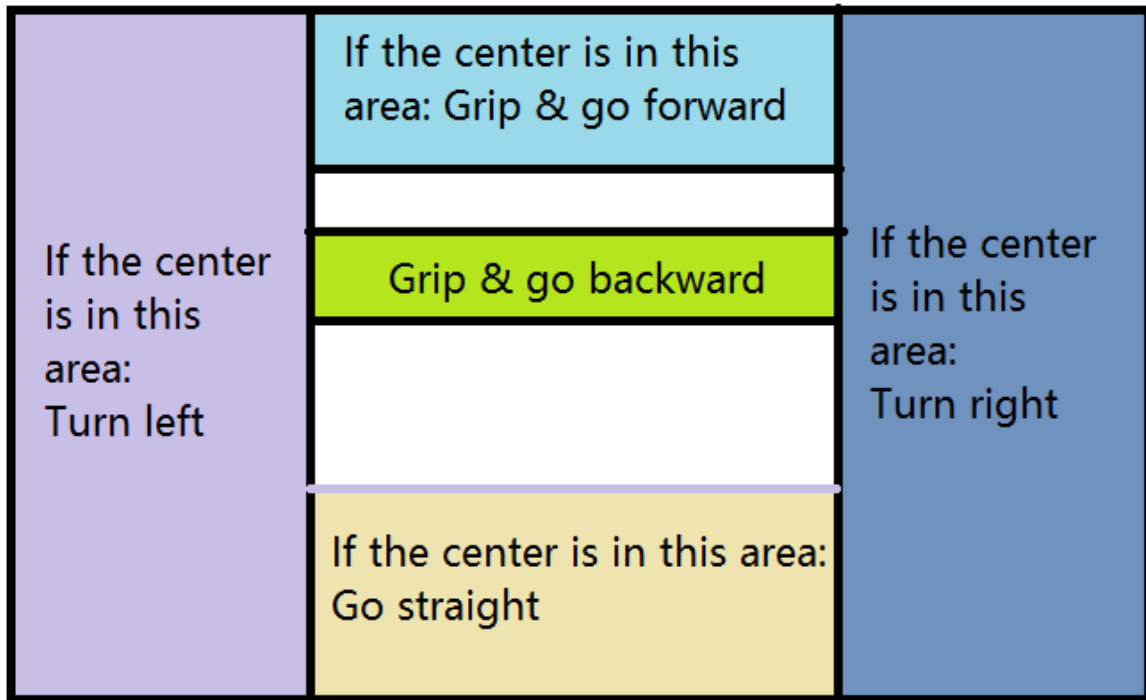 If the center is in this
area: Grip & go forward
Grip & go backward
If the center
is in this
area:
Turn left
If the center
is in this
area:
Turn right
If the center is in this area:
Go straight